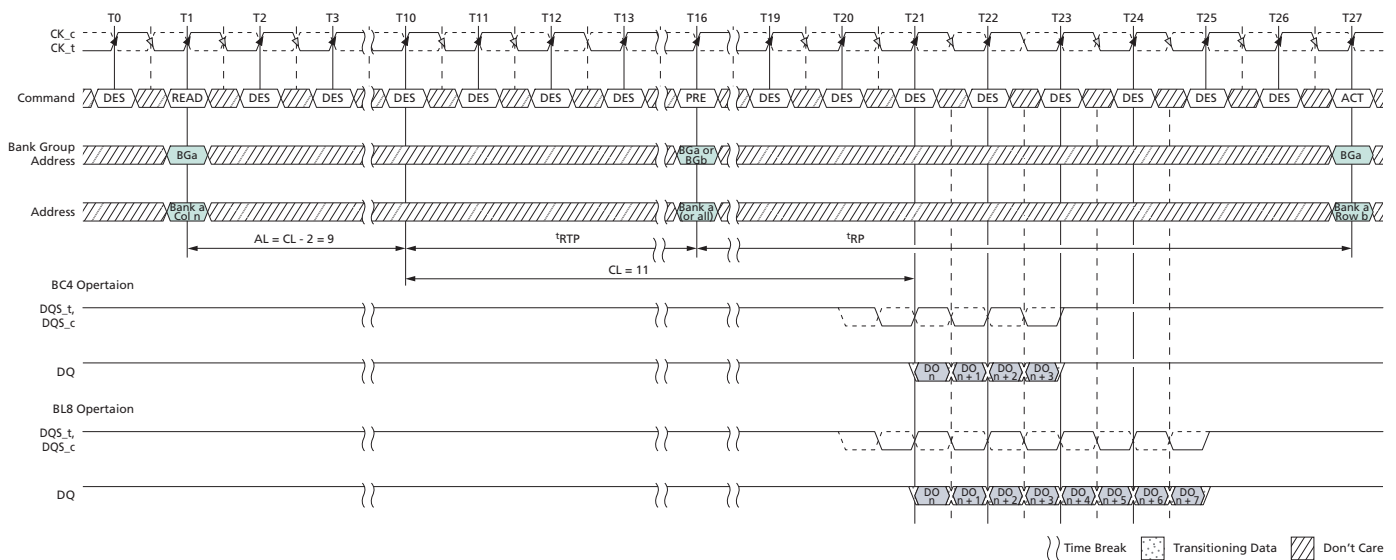 T0 T1 T2 T3 T10 T11 T12 T13 T16 T19 T20 T21 T22 T23 T24 T25 T26 T27
CK_c
CK_t
Command DES READ DES DES DES DES DES DES PRE DES DES DES DES DES DES DES DES ACT
Bank Group
Address
BGa
BGa or
BGb
BGa
Address
Bank a
Col n
Bank a
(or all)
Bank a
Row b
AL = CL - 2 = 9 tRTP tRP
CL = 11
BC4 Opertaion
DQS_t,
DQS_c
DQ
DO
n
DO
n + 1
DO
n + 2
DO
n + 3
BL8 Opertaion
DQS_t,
DQS_c
DQ
DO
n
DO
n + 1
DO
n + 2
DO
n + 3
DO
n + 4
DO
n + 5
DO
n + 6
DO
n + 7
Time Break Transitioning Data Don't Care